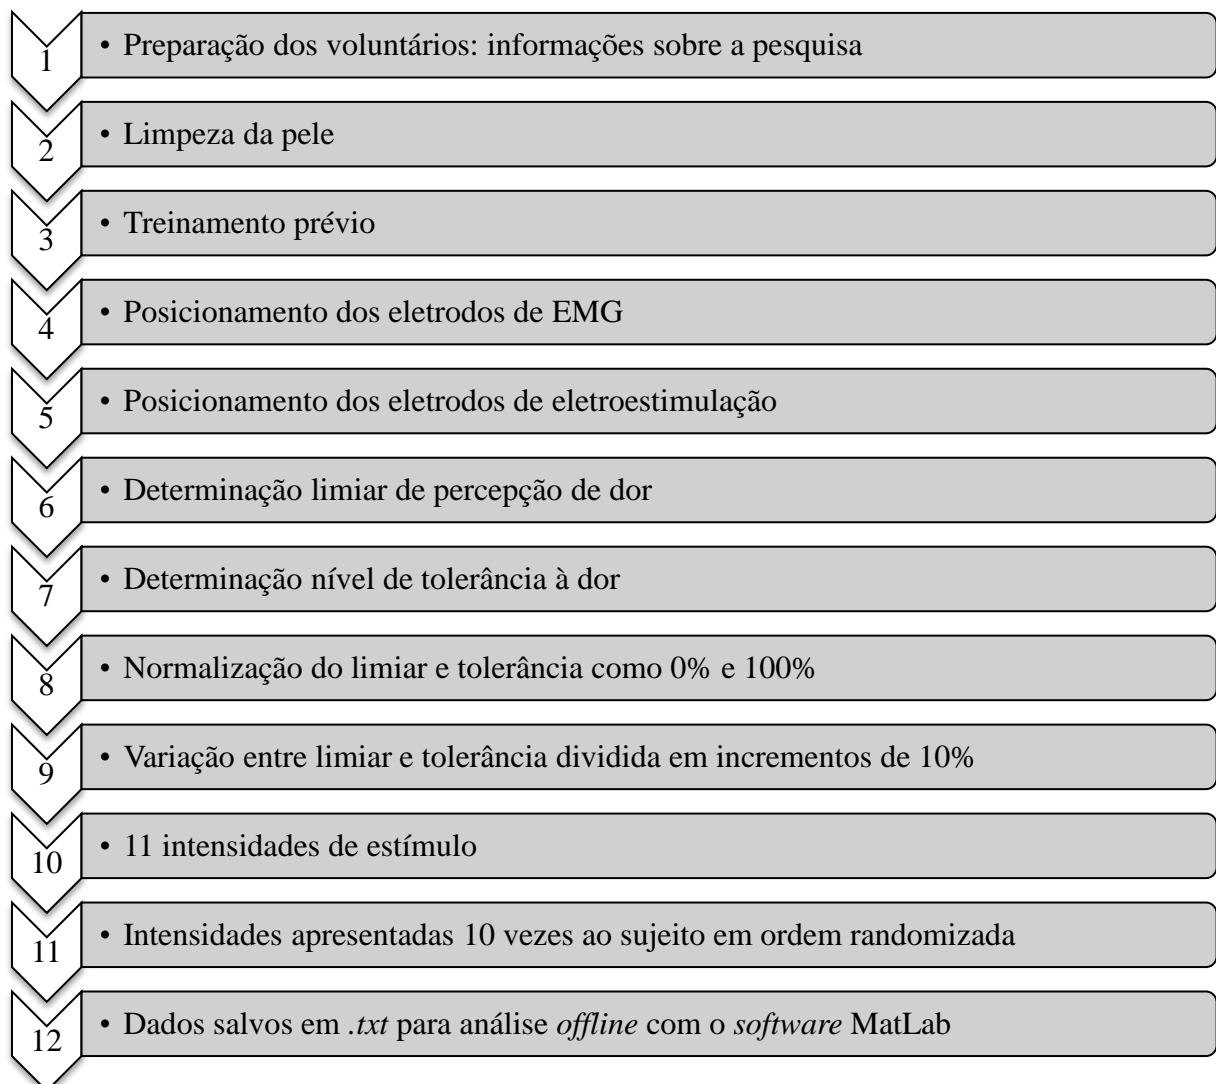 1 • Preparação dos voluntários: informações sobre a pesquisa
2 • Limpeza da pele
3 • Treinamento prévio
4 • Posicionamento dos eletrodos de EMG
5 • Posicionamento dos eletrodos de eletroestimulação
6 • Determinação limiar de percepção de dor
7 • Determinação nível de tolerância à dor
8 • Normalização do limiar e tolerância como 0% e 100%
9 • Variação entre limiar e tolerância dividida em incrementos de 10%
10 • 11 intensidades de estímulo
11 • Intensidades apresentadas 10 vezes ao sujeito em ordem randomizada
12 • Dados salvos em .txt para análise offline com o software MatLab